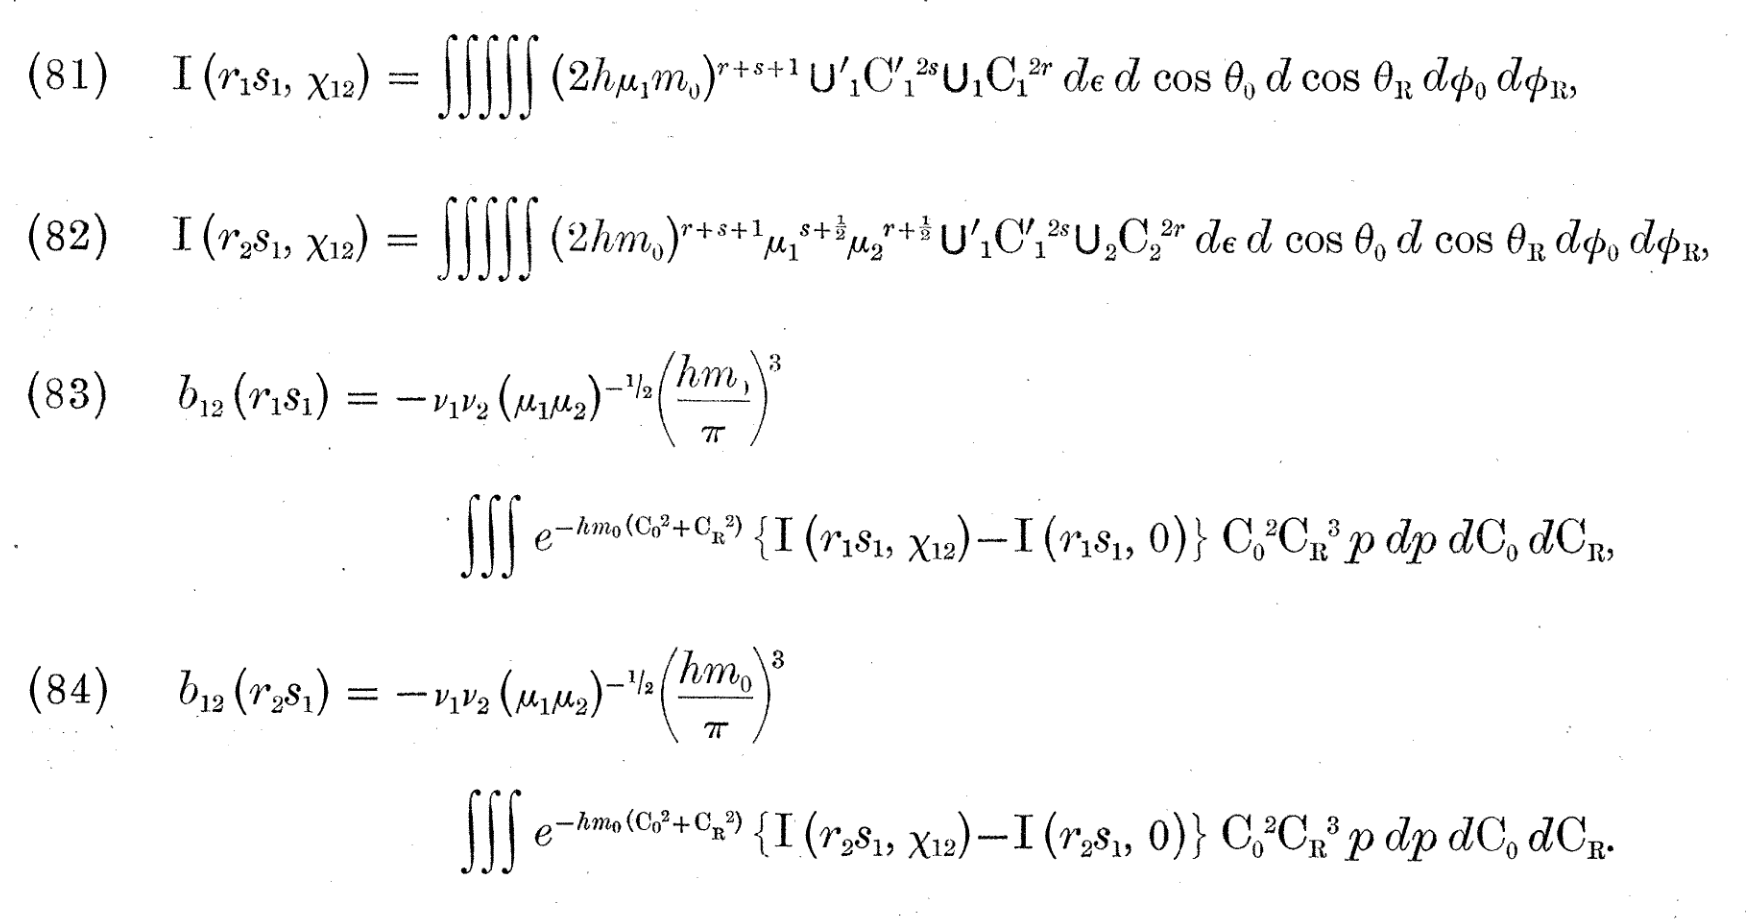 (81) I (r₁s₁, χ₁₂) = ∫∫∫∫∫ (2hμ₁m₀)^{r+s+1} U′₁C′₁^{2s}U₁C₁^{2r} dϵ d cos θ₀ d cos θ_R dϕ₀ dϕ_R,
(82) I (r₂s₁, χ₁₂) = ∫∫∫∫∫ (2hm₀)^{r+s+1}μ₁^{s+½}μ₂^{r+½} U′₁C′₁^{2s}U₂C₂^{2r} dϵ d cos θ₀ d cos θ_R dϕ₀ dϕ_R,
(83) b₁₂ (r₁s₁) = −ν₁ν₂ (μ₁μ₂)^{−1/2} (hm₀/π)³
∫∫∫ e^{−hm₀(C₀²+C_R²)} {I (r₁s₁, χ₁₂)−I (r₁s₁, 0)} C₀²C_R³ p dp dC₀ dC_R,
(84) b₁₂ (r₂s₁) = −ν₁ν₂ (μ₁μ₂)^{−1/2} (hm₀/π)³
∫∫∫ e^{−hm₀(C₀²+C_R²)} {I (r₂s₁, χ₁₂)−I (r₂s₁, 0)} C₀²C_R³ p dp dC₀ dC_R.